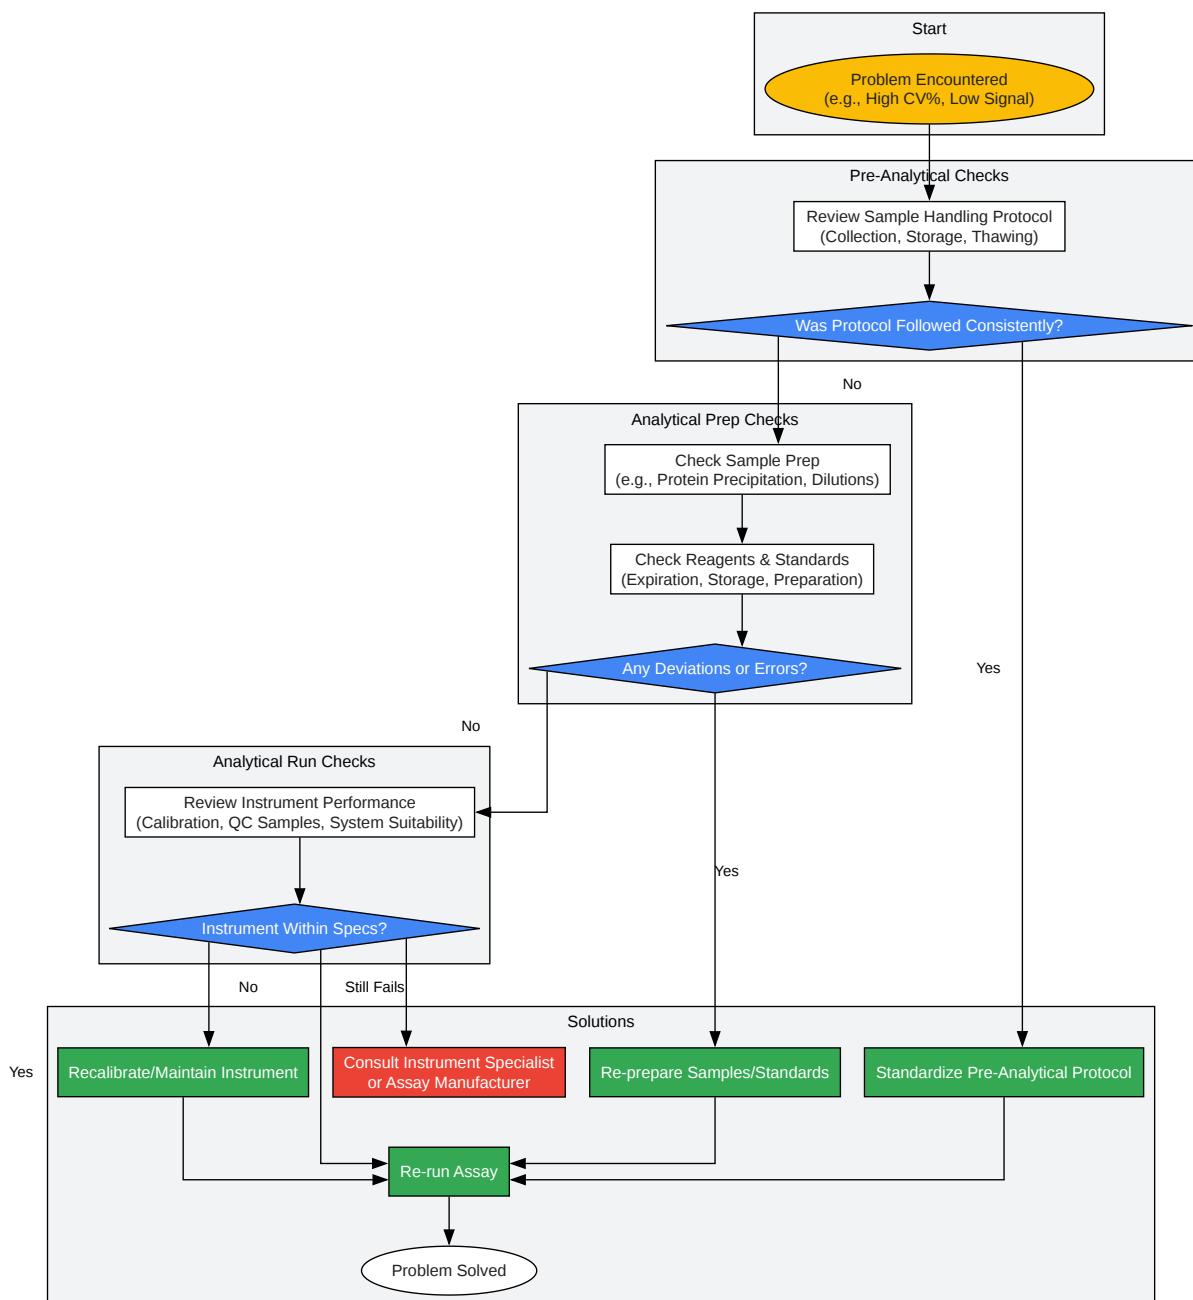 Start
Problem Encountered
(e.g., High CV%, Low Signal)
Pre-Analytical Checks
Review Sample Handling Protocol
(Collection, Storage, Thawing)
Was Protocol Followed Consistently?
No
Analytical Prep Checks
Check Sample Prep
(e.g., Protein Precipitation, Dilutions)
Check Reagents & Standards
(Expiration, Storage, Preparation)
Any Deviations or Errors?
Yes
No
Analytical Run Checks
Review Instrument Performance
(Calibration, QC Samples, System Suitability)
Yes
Instrument Within Specs?
No
Still Fails
Solutions
Yes
Recalibrate/Maintain Instrument
Consult Instrument Specialist
or Assay Manufacturer
Re-prepare Samples/Standards
Standardize Pre-Analytical Protocol
Re-run Assay
Problem Solved